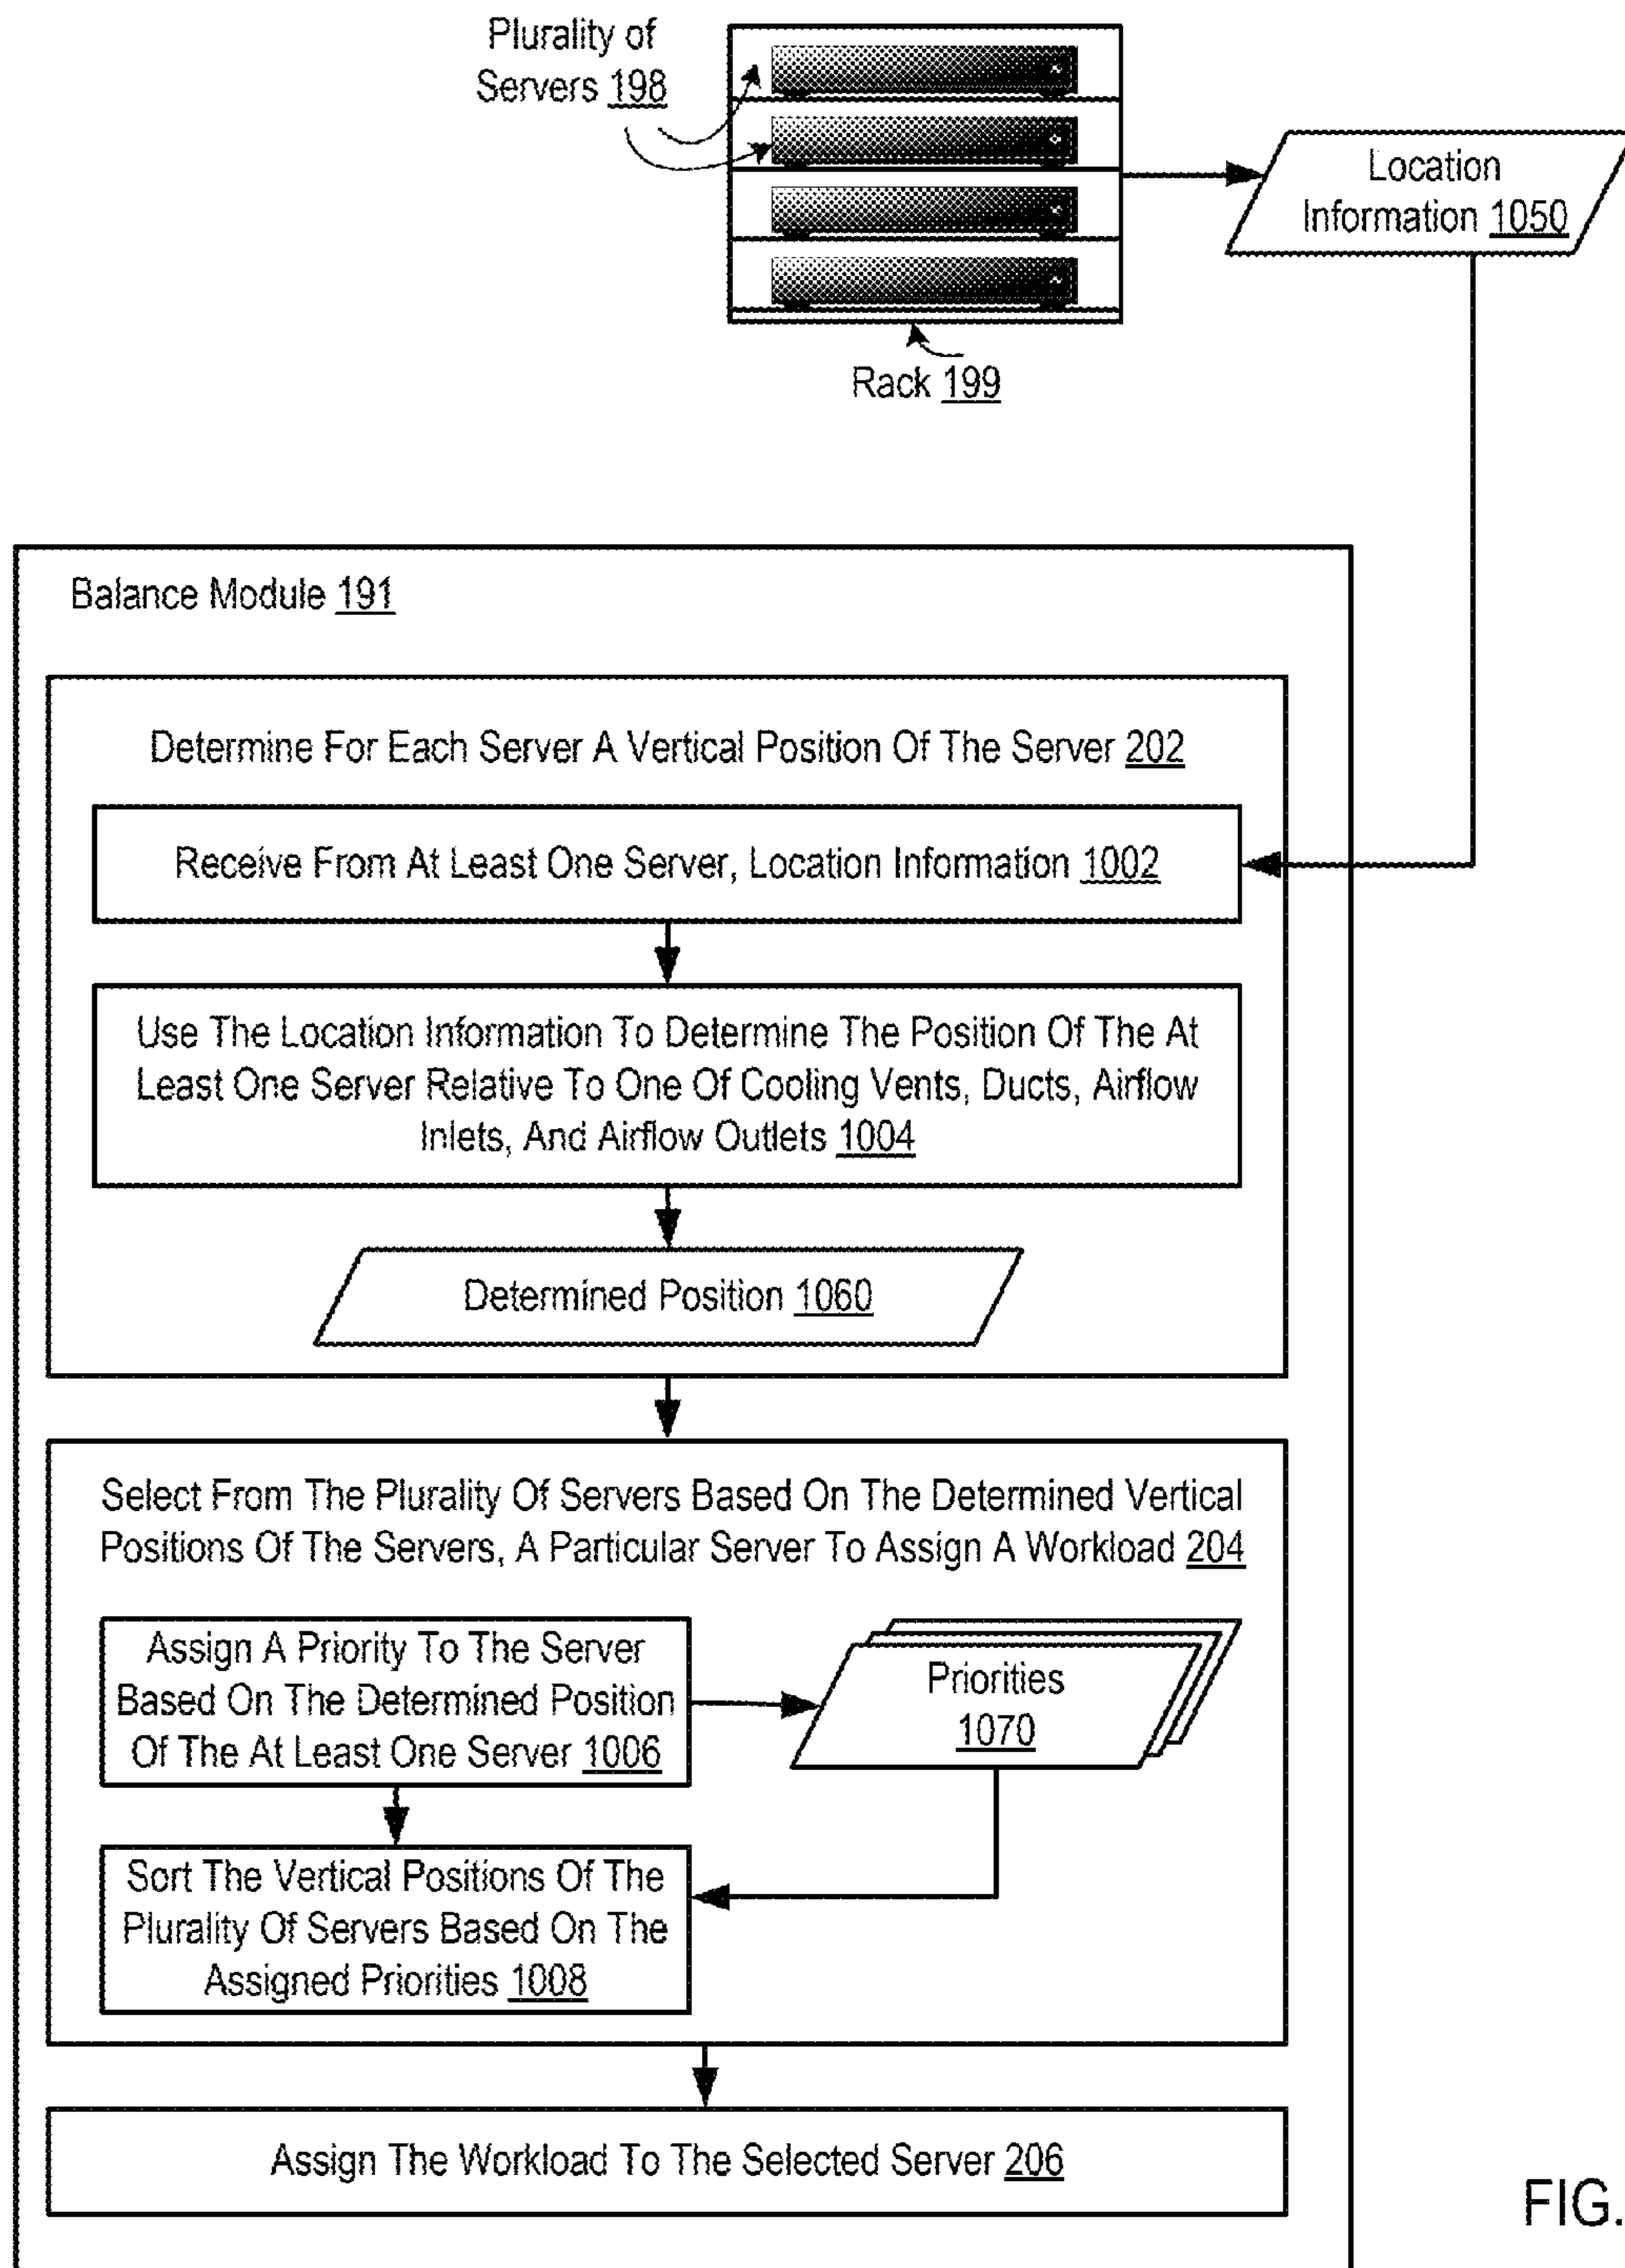 Plurality of
Servers 198
Location
Information 1050
Rack 199
Balance Module 191
Determine For Each Server A Vertical Position Of The Server 202
Receive From At Least One Server, Location Information 1002
Use The Location Information To Determine The Position Of The At
Least One Server Relative To One Of Cooling Vents, Ducts, Airflow
Inlets, And Airflow Outlets 1004
Determined Position 1060
Select From The Plurality Of Servers Based On The Determined Vertical
Positions Of The Servers, A Particular Server To Assign A Workload 204
Assign A Priority To The Server
Based On The Determined Position
Of The At Least One Server 1006
Priorities
1070
Sort The Vertical Positions Of The
Plurality Of Servers Based On The
Assigned Priorities 1008
Assign The Workload To The Selected Server 206
FIG.